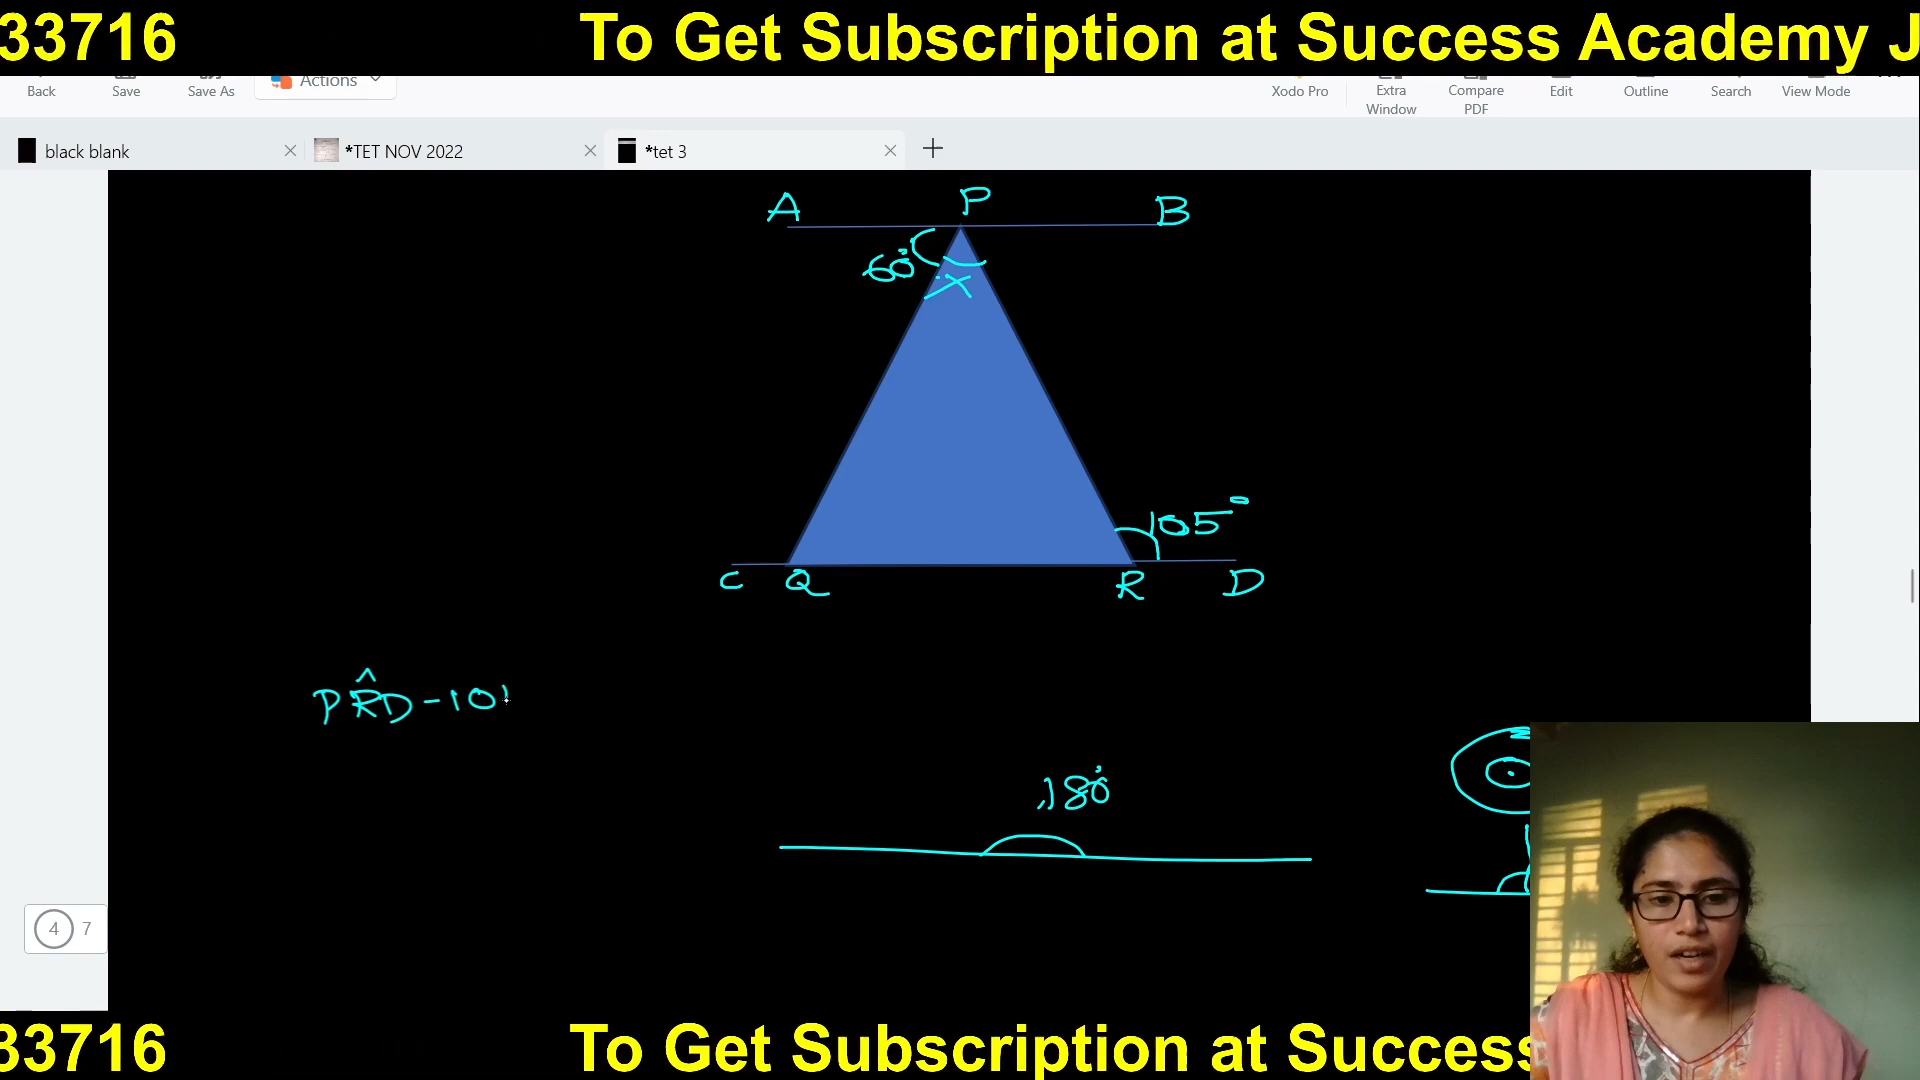 33716 To Get Subscription at Success Academy J
Back Save Save As Actions Xodo Pro Extra Window Compare PDF Edit Outline Search View Mode
black blank *TET NOV 2022 *tet 3
A P B
60° x
105°
C Q R D
PR̂D - 10
180°
4 7
33716 To Get Subscription at Success